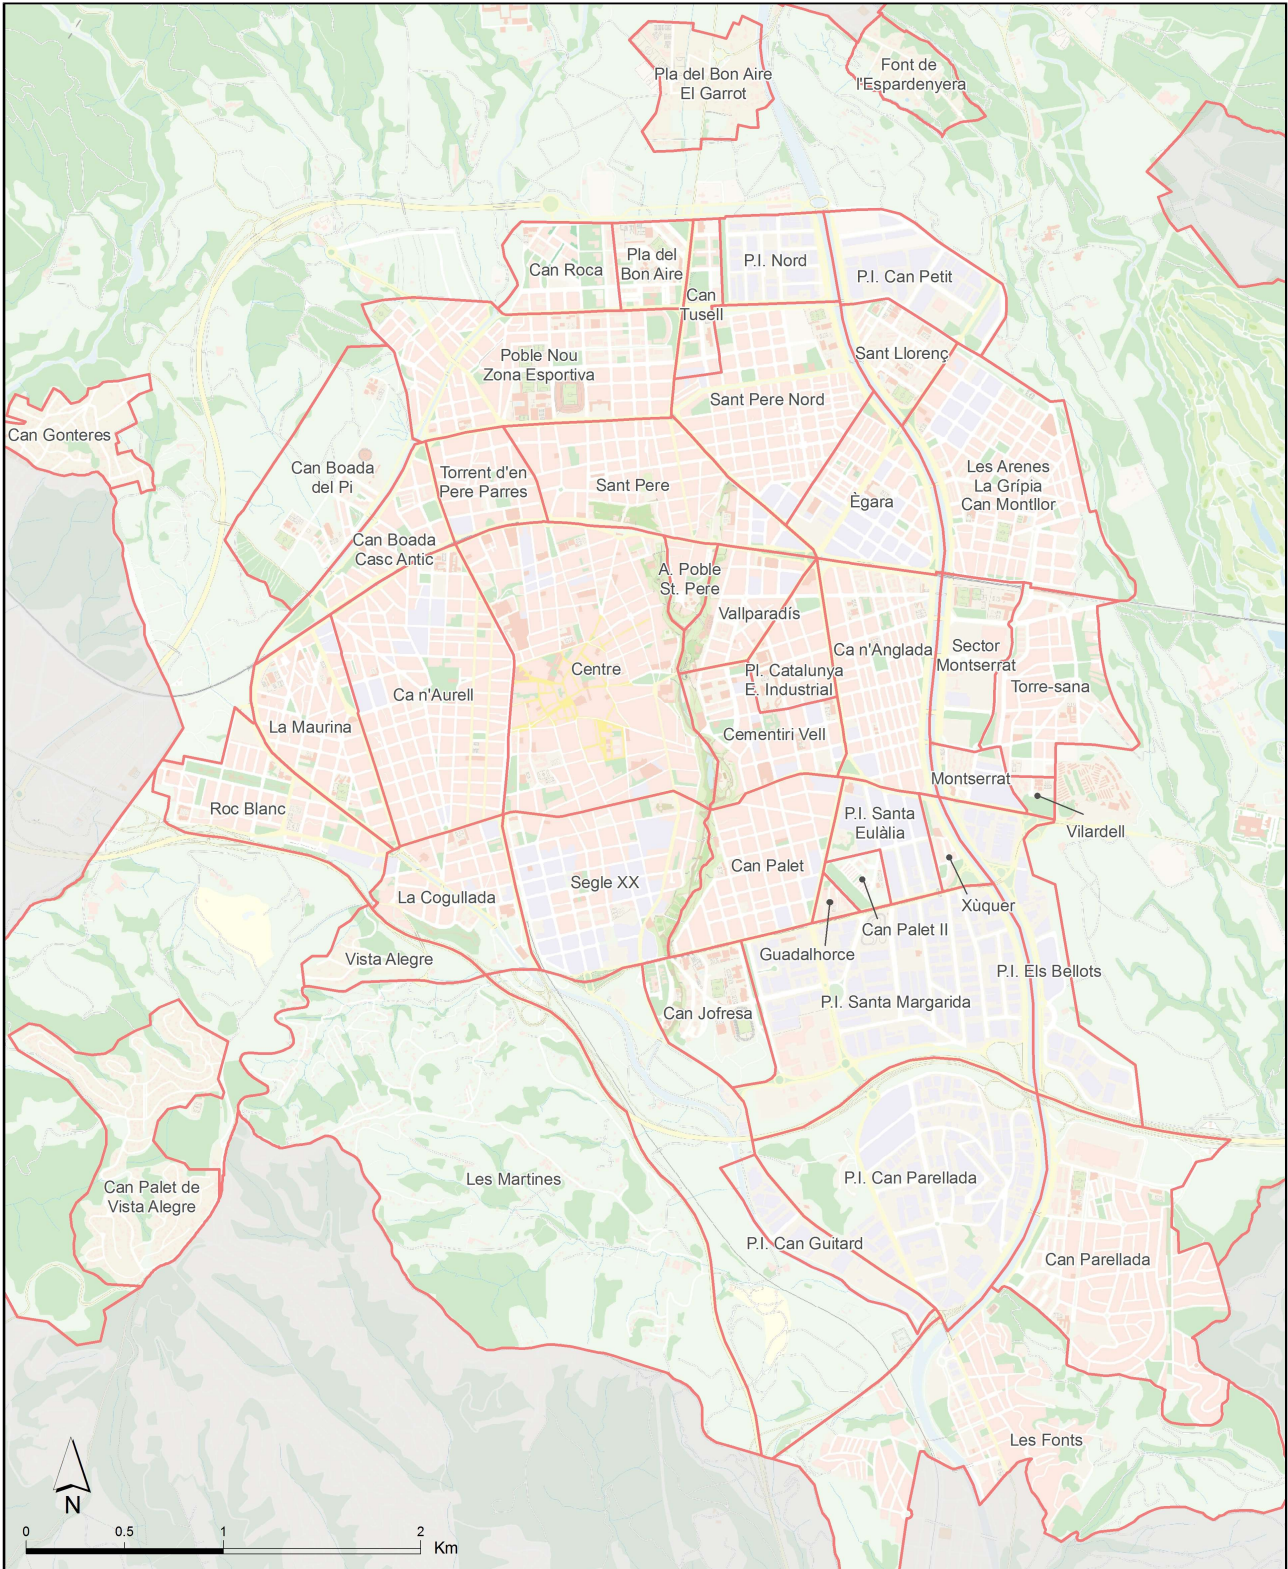 Pla del Bon Aire
El Garrot
Font de
l'Espardenyera
Can Roca
Pla del
Bon Aire
P.I. Nord
P.I. Can Petit
Can
Tusell
Sant Llorenç
Poble Nou
Zona Esportiva
Sant Pere Nord
Can Gonteres
Can Boada
del Pi
Torrent d'en
Pere Parres
Sant Pere
Ègara
Les Arenes
La Grípia
Can Montllor
Can Boada
Casc Antic
A. Poble
St. Pere
Vallparadís
Centre
Pl. Catalunya
E. Industrial
Ca n'Anglada
Sector
Montserrat
Torre-sana
Ca n'Aurell
La Maurina
Cementiri Vell
Montserrat
Roc Blanc
P.I. Santa
Eulàlia
Vilardell
Can Palet
Segle XX
La Cogullada
Xúquer
Can Palet II
Guadalhorce
Vista Alegre
P.I. Els Bellots
P.I. Santa Margarida
Can Jofresa
Can Palet de
Vista Alegre
Les Martines
P.I. Can Parellada
P.I. Can Guitard
Can Parellada
Les Fonts
N
0 0.5 1 2
Km